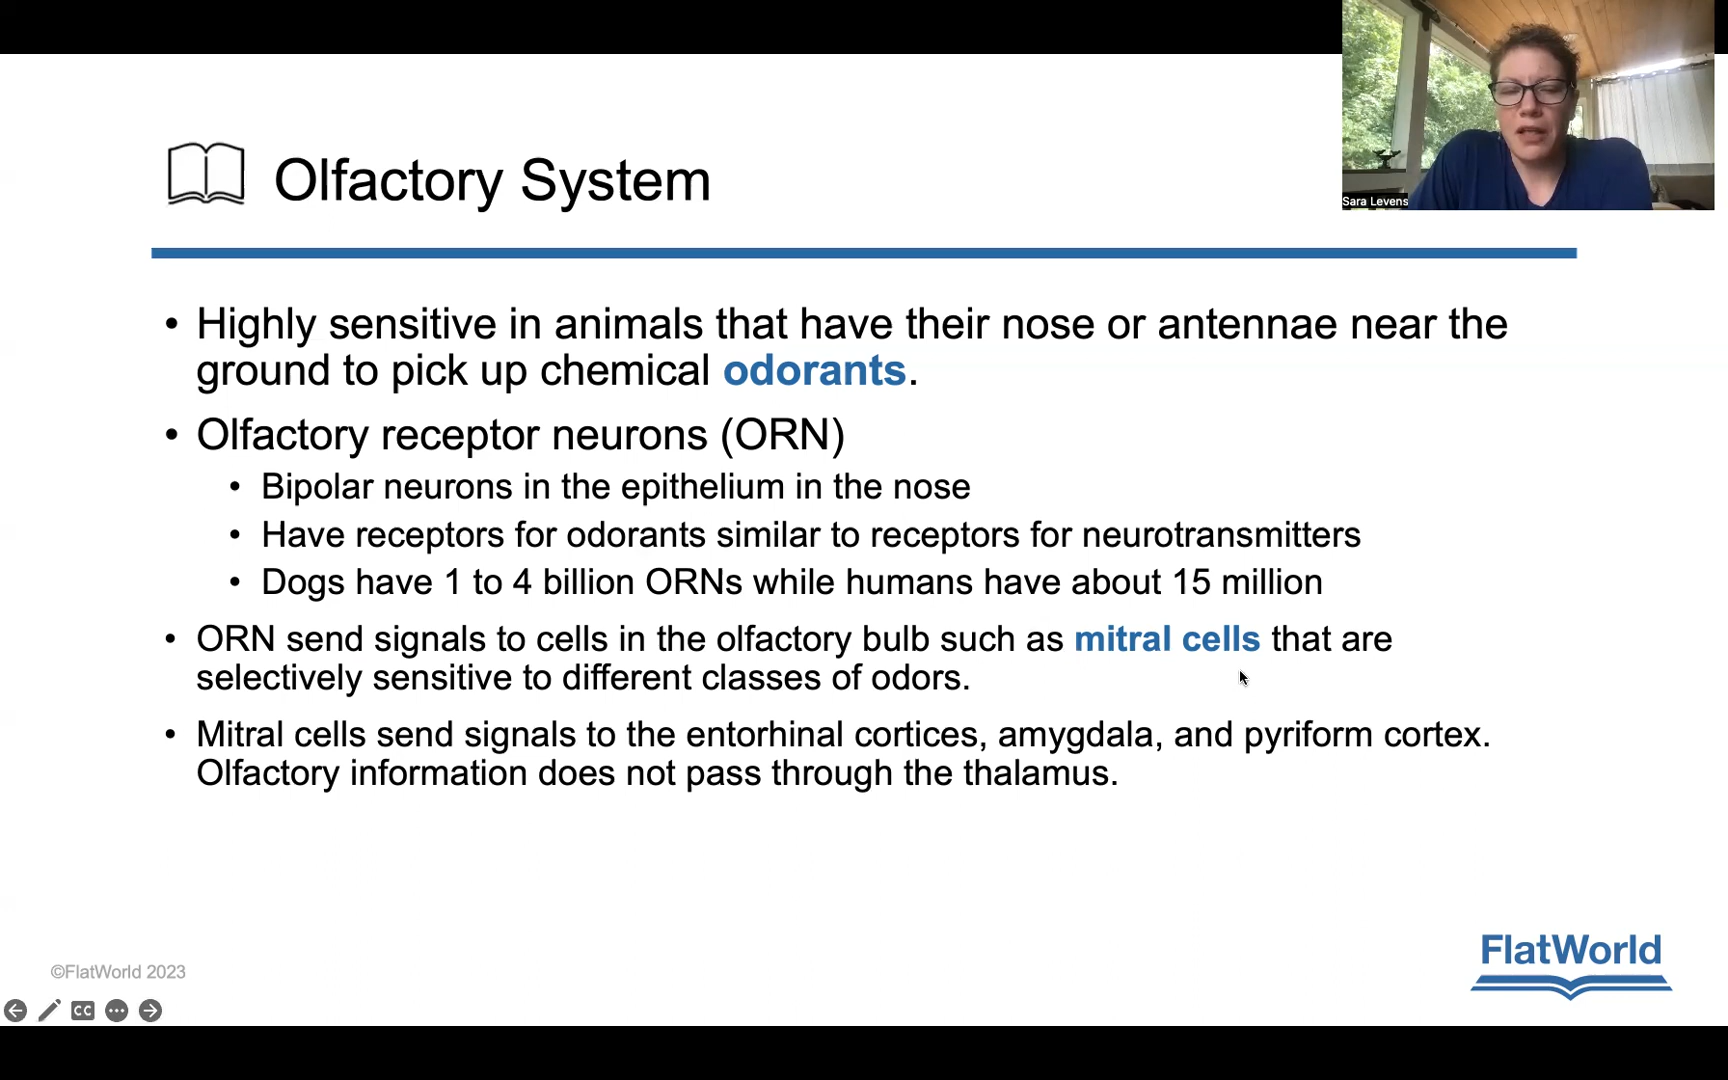 Sara Levens
Olfactory System
• Highly sensitive in animals that have their nose or antennae near the
ground to pick up chemical odorants.
• Olfactory receptor neurons (ORN)
• Bipolar neurons in the epithelium in the nose
• Have receptors for odorants similar to receptors for neurotransmitters
• Dogs have 1 to 4 billion ORNs while humans have about 15 million
• ORN send signals to cells in the olfactory bulb such as mitral cells that are
selectively sensitive to different classes of odors.
• Mitral cells send signals to the entorhinal cortices, amygdala, and pyriform cortex.
Olfactory information does not pass through the thalamus.
FlatWorld
©FlatWorld 2023
CC